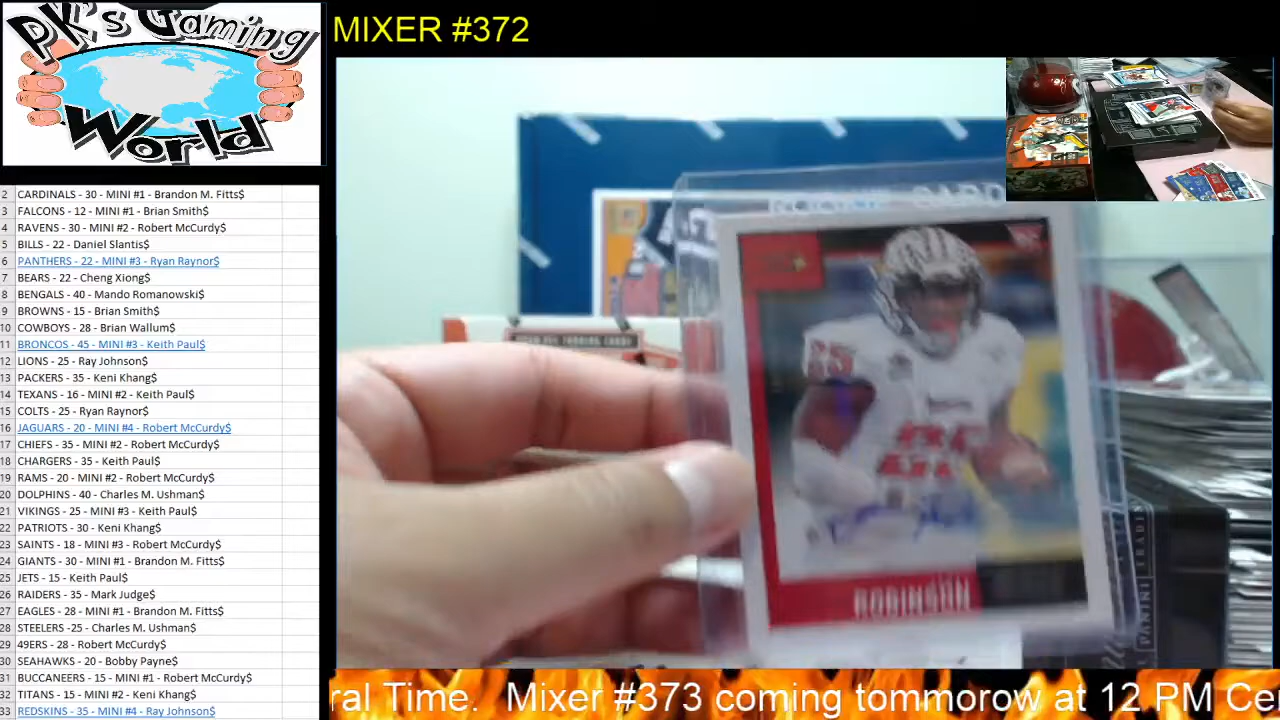 PK's Gaming
World
MIXER #372
2 CARDINALS - 30 - MINI #1 - Brandon M. Fitts$
3 FALCONS - 12 - MINI #1 - Brian Smith$
4 RAVENS - 30 - MINI #2 - Robert McCurdy$
5 BILLS - 22 - Daniel Slantis$
6 PANTHERS - 22 - MINI #3 - Ryan Raynor$
7 BEARS - 22 - Cheng Xiong$
8 BENGALS - 40 - Mando Romanowski$
9 BROWNS - 15 - Brian Smith$
10 COWBOYS - 28 - Brian Wallum$
11 BRONCOS - 45 - MINI #3 - Keith Paul$
12 LIONS - 25 - Ray Johnson$
13 PACKERS - 35 - Keni Khang$
14 TEXANS - 16 - MINI #2 - Keith Paul$
15 COLTS - 25 - Ryan Raynor$
16 JAGUARS - 20 - MINI #4 - Robert McCurdy$
17 CHIEFS - 35 - MINI #2 - Robert McCurdy$
18 CHARGERS - 35 - Keith Paul$
19 RAMS - 20 - MINI #2 - Robert McCurdy$
20 DOLPHINS - 40 - Charles M. Ushman$
21 VIKINGS - 25 - MINI #3 - Keith Paul$
22 PATRIOTS - 30 - Keni Khang$
23 SAINTS - 18 - MINI #3 - Robert McCurdy$
24 GIANTS - 30 - MINI #1 - Brandon M. Fitts$
25 JETS - 15 - Keith Paul$
26 RAIDERS - 35 - Mark Judge$
27 EAGLES - 28 - MINI #1 - Brandon M. Fitts$
28 STEELERS -25 - Charles M. Ushman$
29 49ERS - 28 - Robert McCurdy$
30 SEAHAWKS - 20 - Bobby Payne$
31 BUCCANEERS - 15 - MINI #1 - Robert McCurdy$
32 TITANS - 15 - MINI #2 - Keni Khang$
33 REDSKINS - 35 - MINI #4 - Ray Johnson$
ROOKIE CARD
ROBINSON
PANINI
ral Time. Mixer #373 coming tommorow at 12 PM Ce